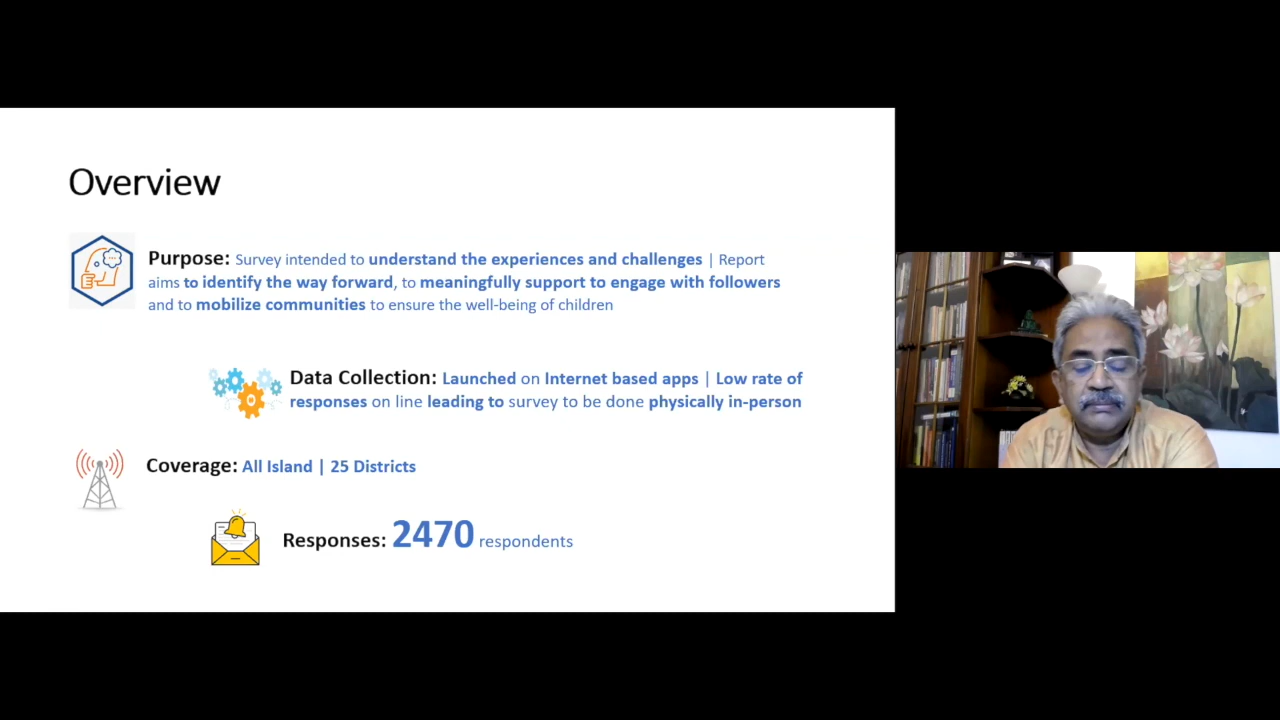 Overview
Purpose: Survey intended to understand the experiences and challenges | Report
aims to identify the way forward, to meaningfully support to engage with followers
and to mobilize communities to ensure the well-being of children
Data Collection: Launched on Internet based apps | Low rate of
responses on line leading to survey to be done physically in-person
Coverage: All Island | 25 Districts
Responses: 2470 respondents